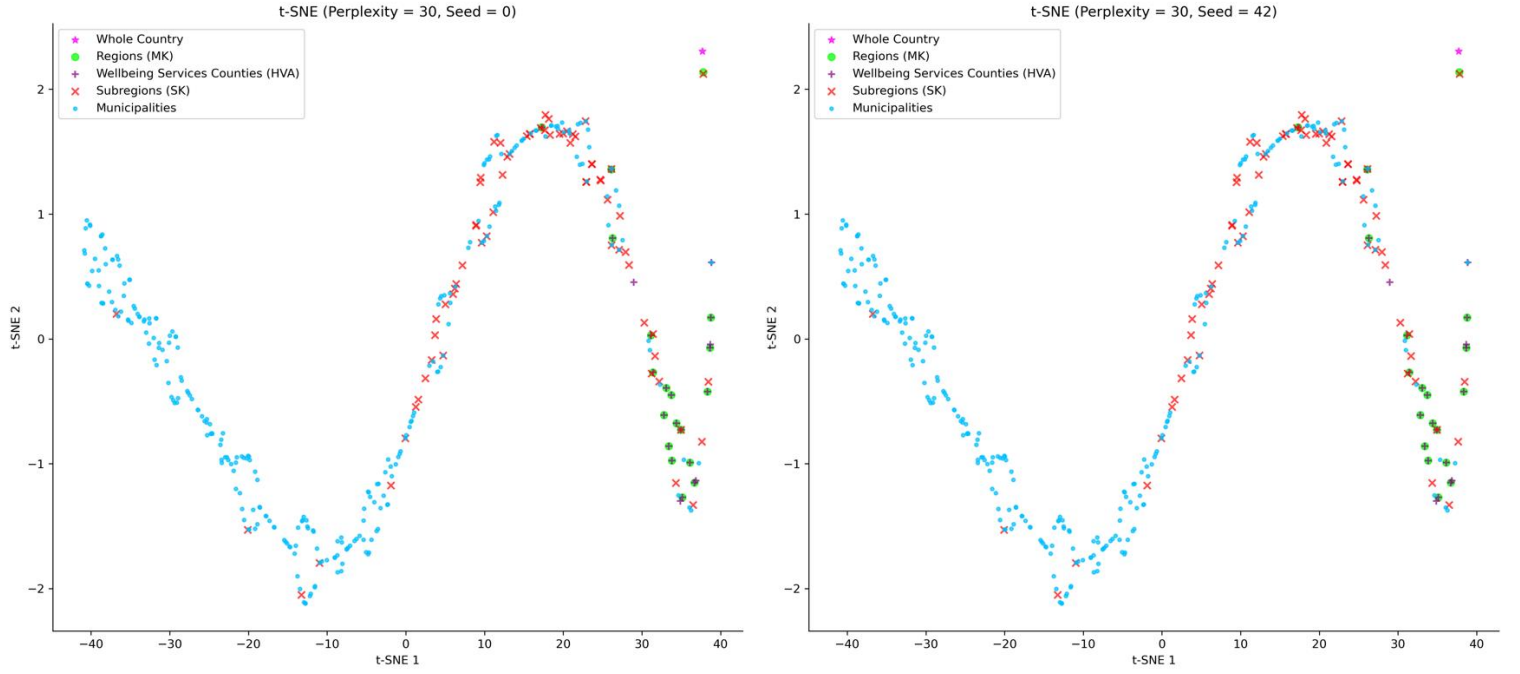 t-SNE (Perplexity = 30, Seed = 0)
Whole Country
Regions (MK)
Wellbeing Services Counties (HVA)
Subregions (SK)
Municipalities
2
1
0
−1
−2
t-SNE 2
−40 −30 −20 −10 0 10 20 30 40
t-SNE 1
t-SNE (Perplexity = 30, Seed = 42)
Whole Country
Regions (MK)
Wellbeing Services Counties (HVA)
Subregions (SK)
Municipalities
2
1
0
−1
−2
t-SNE 2
−40 −30 −20 −10 0 10 20 30 40
t-SNE 1